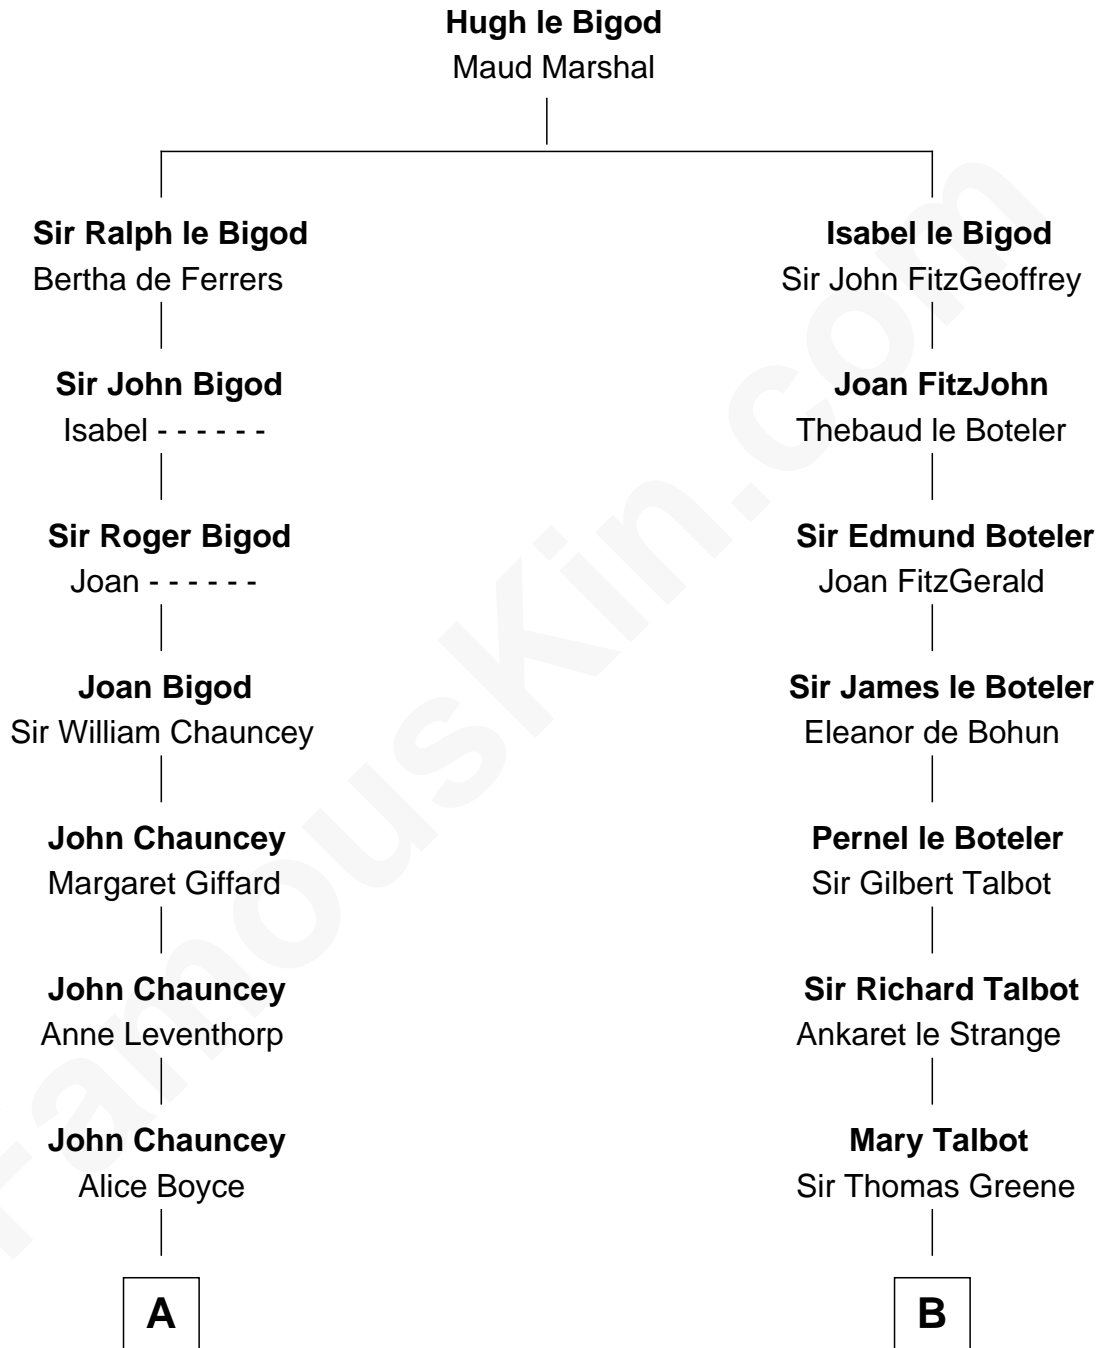 Hugh le Bigod
Maud Marshal
Sir Ralph le Bigod
Bertha de Ferrers
Isabel le Bigod
Sir John FitzGeoffrey
Sir John Bigod
Isabel - - - - - -
Joan FitzJohn
Thebaud le Boteler
Sir Roger Bigod
Joan - - - - - -
Sir Edmund Boteler
Joan FitzGerald
Joan Bigod
Sir William Chauncey
Sir James le Boteler
Eleanor de Bohun
John Chauncey
Margaret Giffard
Pernel le Boteler
Sir Gilbert Talbot
John Chauncey
Anne Leventhorp
Sir Richard Talbot
Ankaret le Strange
John Chauncey
Alice Boyce
Mary Talbot
Sir Thomas Greene
A
B
FamousKin.com